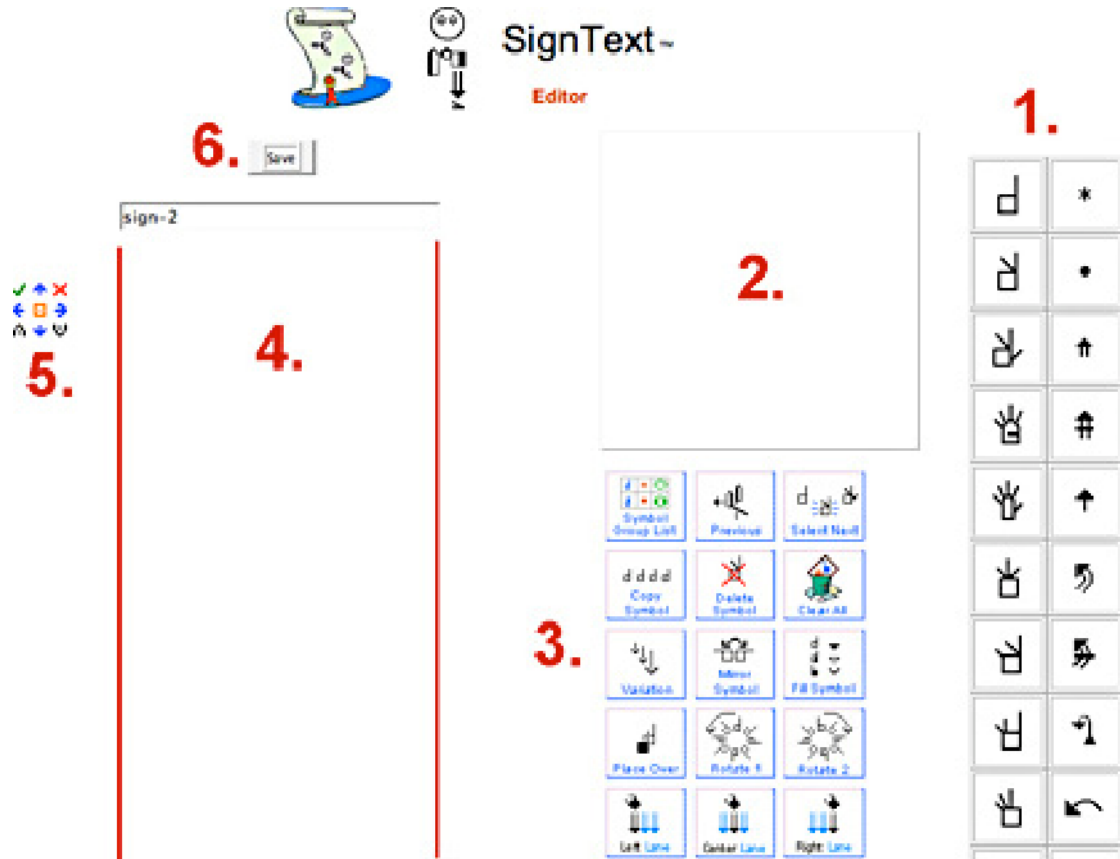 SignText~
Editor
1.
6.
Save
sign-2
2.
4.
5.
Symbol
Group List
Previous
Select Next
Copy
Symbol
Delete
Symbol
Clear All
3.
Variation
Mirror
Symbol
Fill Symbol
Place Over
Rotate 1
Rotate 2
Left Lane
Center Lane
Right Lane